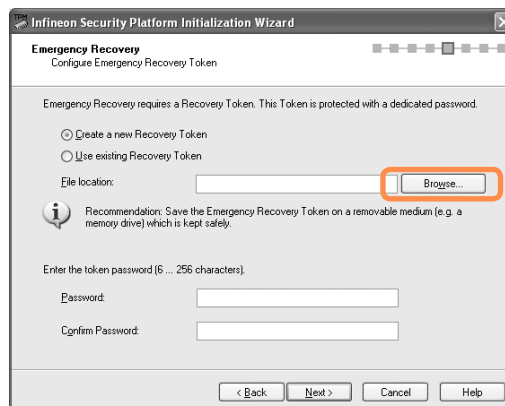 TPM
Infineon Security Platform Initialization Wizard
Emergency Recovery
Configure Emergency Recovery Token
Emergency Recovery requires a Recovery Token. This Token is protected with a dedicated password.
Create a new Recovery Token
Use existing Recovery Token
File location:
Browse...
Recommendation: Save the Emergency Recovery Token on a removable medium (e.g. a
memory drive) which is kept safely.
Enter the token password (6 ... 256 characters).
Password:
Confirm Password:
< Back Next > Cancel Help